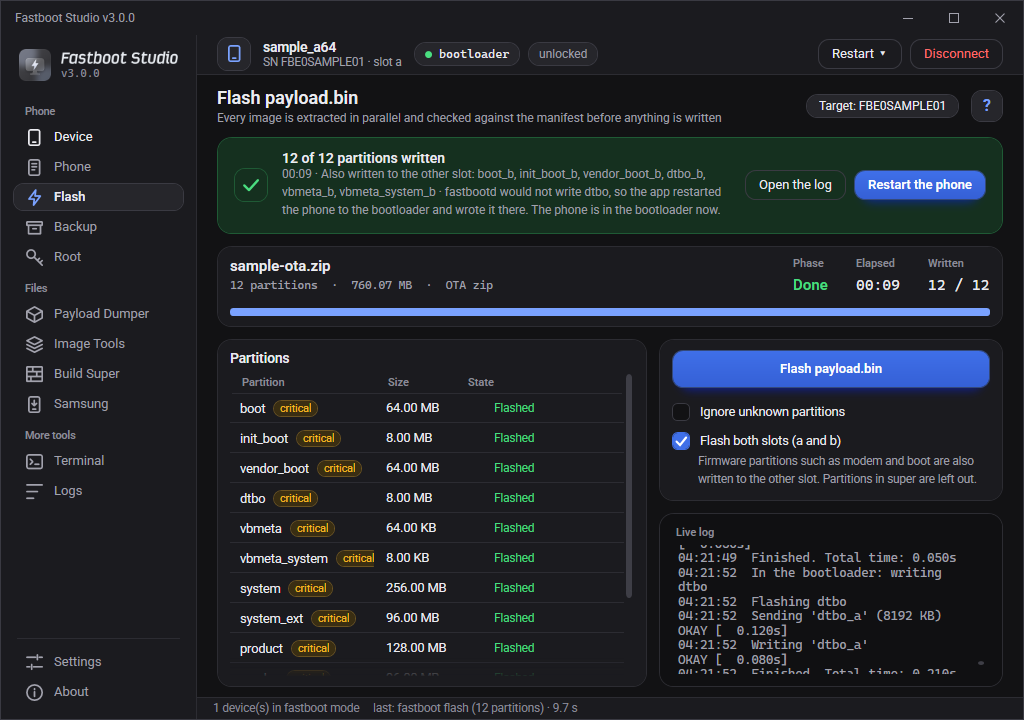 Fastboot Studio v3.0.0
Fastboot Studio
v3.0.0
Phone
Device
Phone
Flash
Backup
Root
Files
Payload Dumper
Image Tools
Build Super
Samsung
More tools
Terminal
Logs
Settings
About
sample_a64
SN FBE0SAMPLE01 · slot a
bootloader
unlocked
Restart
Disconnect
Flash payload.bin
Every image is extracted in parallel and checked against the manifest before anything is written
Target: FBE0SAMPLE01
?
12 of 12 partitions written
00:09 · Also written to the other slot: boot_b, init_boot_b, vendor_boot_b, dtbo_b,
vbmeta_b, vbmeta_system_b · fastbootd would not write dtbo, so the app restarted
the phone to the bootloader and wrote it there. The phone is in the bootloader now.
Open the log
Restart the phone
sample-ota.zip
12 partitions · 760.07 MB · OTA zip
Phase
Done
Elapsed
00:09
Written
12 / 12
Partitions
Partition Size State
boot critical 64.00 MB Flashed
init_boot critical 8.00 MB Flashed
vendor_boot critical 64.00 MB Flashed
dtbo critical 8.00 MB Flashed
vbmeta critical 64.00 KB Flashed
vbmeta_system critical 8.00 KB Flashed
system critical 256.00 MB Flashed
system_ext critical 96.00 MB Flashed
product critical 128.00 MB Flashed
Flash payload.bin
Ignore unknown partitions
Flash both slots (a and b)
Firmware partitions such as modem and boot are also
written to the other slot. Partitions in super are left out.
Live log
04:21:49 Finished. Total time: 0.050s
04:21:52 In the bootloader: writing
dtbo
04:21:52 Flashing dtbo
04:21:52 Sending 'dtbo_a' (8192 KB)
OKAY [ 0.120s]
04:21:52 Writing 'dtbo_a'
OKAY [ 0.080s]
04:21:52 Finished. Total time: 0.210s
1 device(s) in fastboot mode last: fastboot flash (12 partitions) · 9.7 s